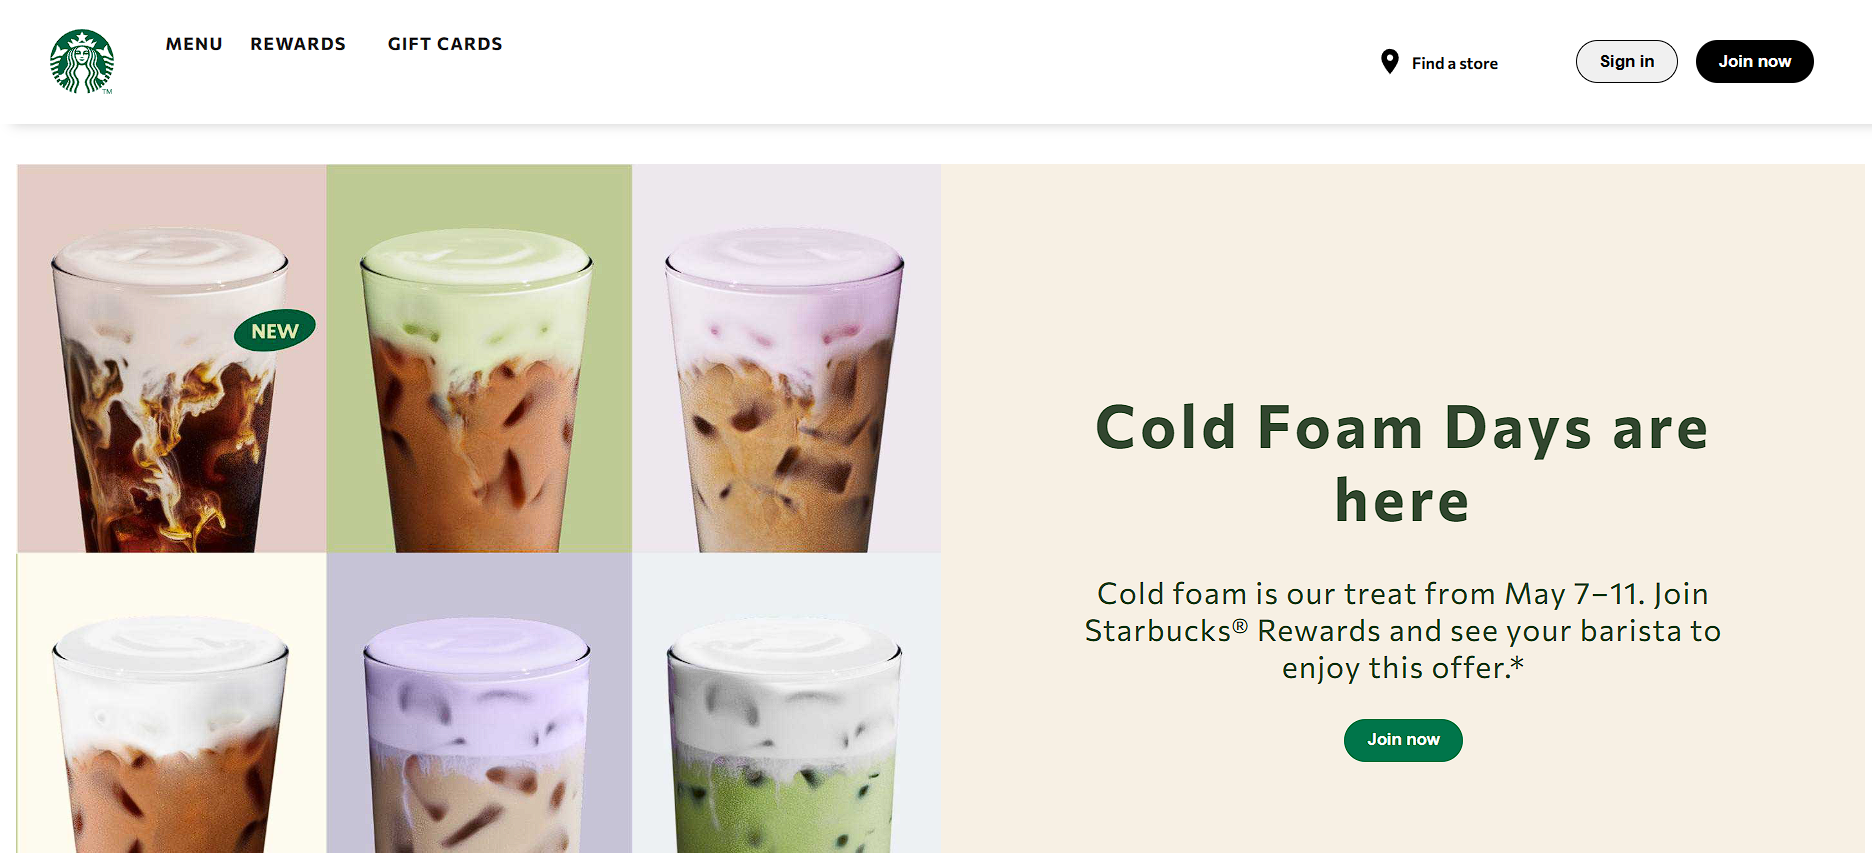 MENU REWARDS GIFT CARDS
Find a store
Sign in
Join now
TM
NEW
Cold Foam Days are
here
Cold foam is our treat from May 7–11. Join
Starbucks® Rewards and see your barista to
enjoy this offer.*
Join now